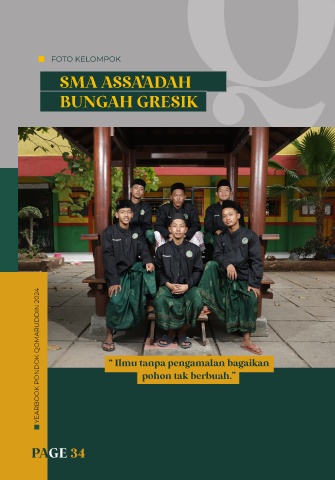 FOTO KELOMPOK
SMA ASSA'ADAH
BUNGAH GRESIK
" Ilmu tanpa pengamalan bagaikan
pohon tak berbuah."
YEARBOOK PONDOK QOMARUDDIN 2024
PAGE 34